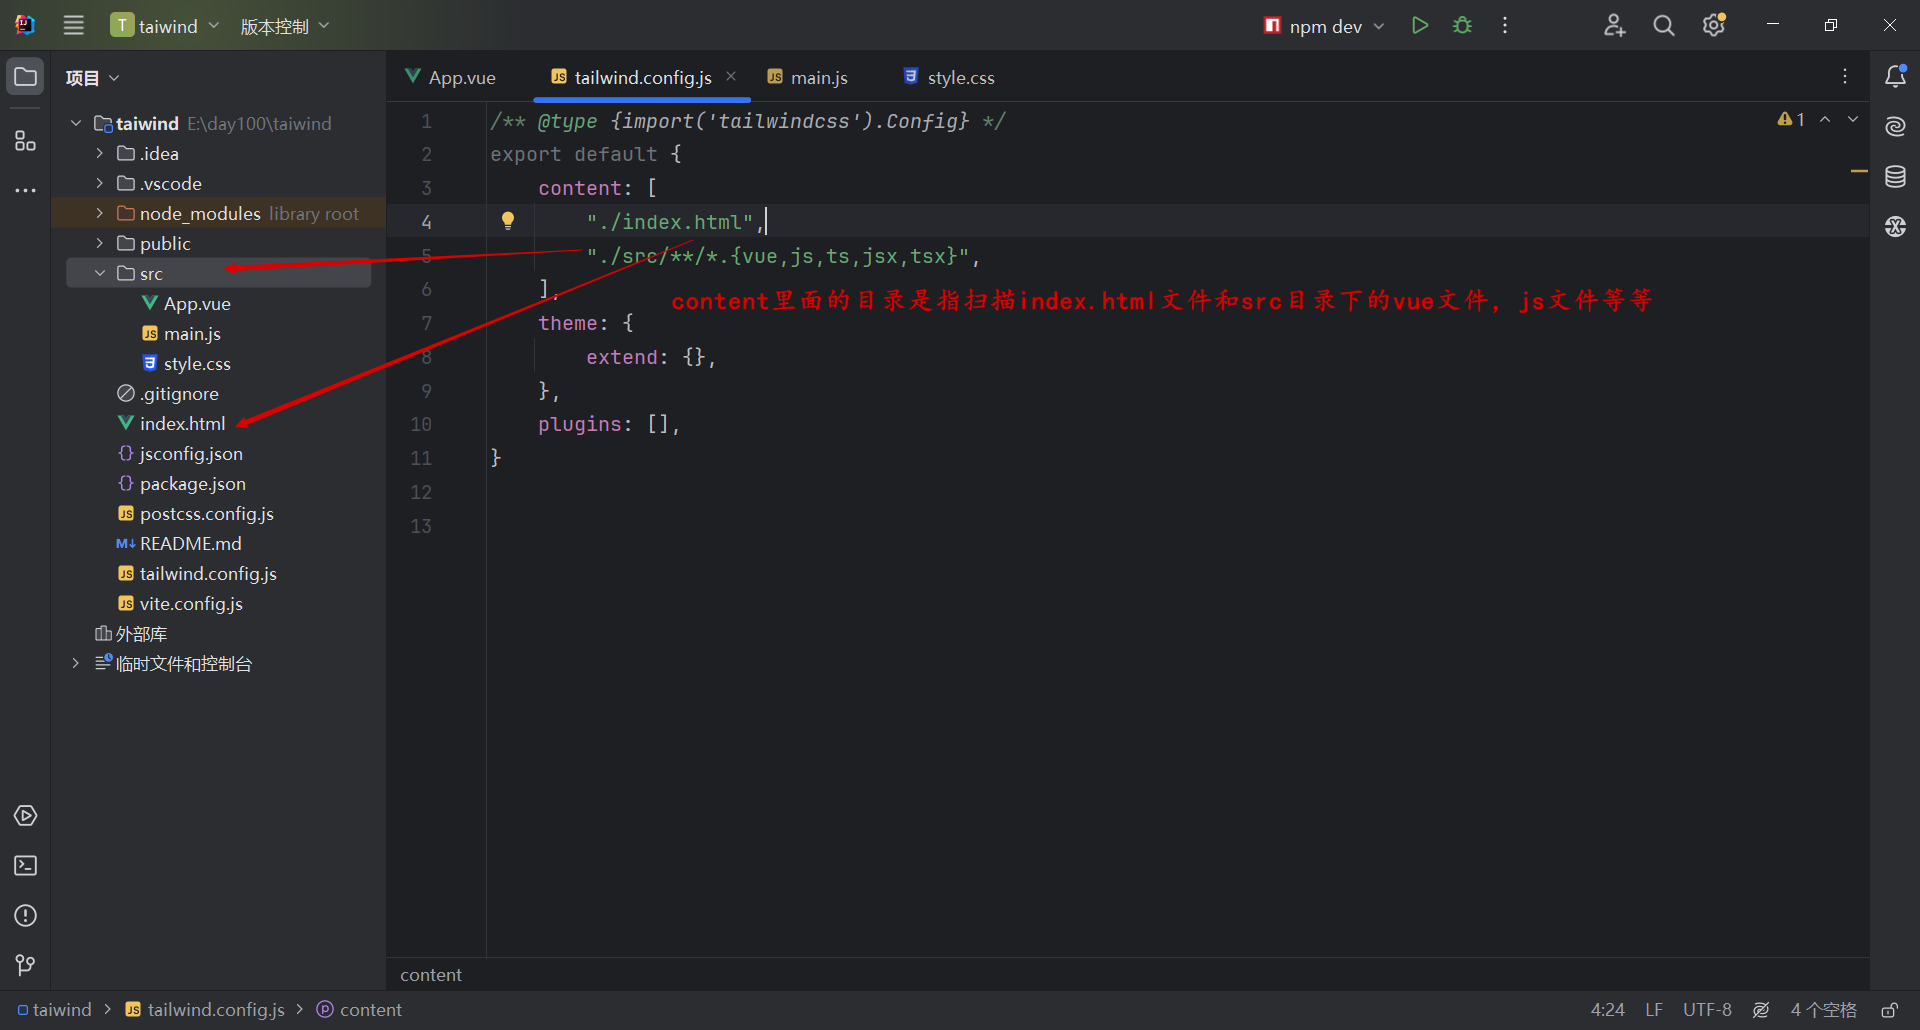 T taiwind 版本控制 npm dev
项目
taiwind E:\day100\taiwind
.idea
.vscode
node_modules library root
public
src
App.vue
JS main.js
style.css
.gitignore
index.html
{} jsconfig.json
{} package.json
JS postcss.config.js
M↓ README.md
JS tailwind.config.js
JS vite.config.js
外部库
临时文件和控制台
App.vue JS tailwind.config.js JS main.js style.css
1 /** @type {import('tailwindcss').Config} */ 1
2 export default {
3 content: [
4 "./index.html",
5 "./src/**/*.{vue,js,ts,jsx,tsx}",
6 ],
content里面的目录是指扫描index.html文件和src目录下的vue文件，js文件等等
7 theme: {
8 extend: {},
9 },
10 plugins: [],
11 }
12
13
content
taiwind JS tailwind.config.js p content 4:24 LF UTF-8 4 个空格